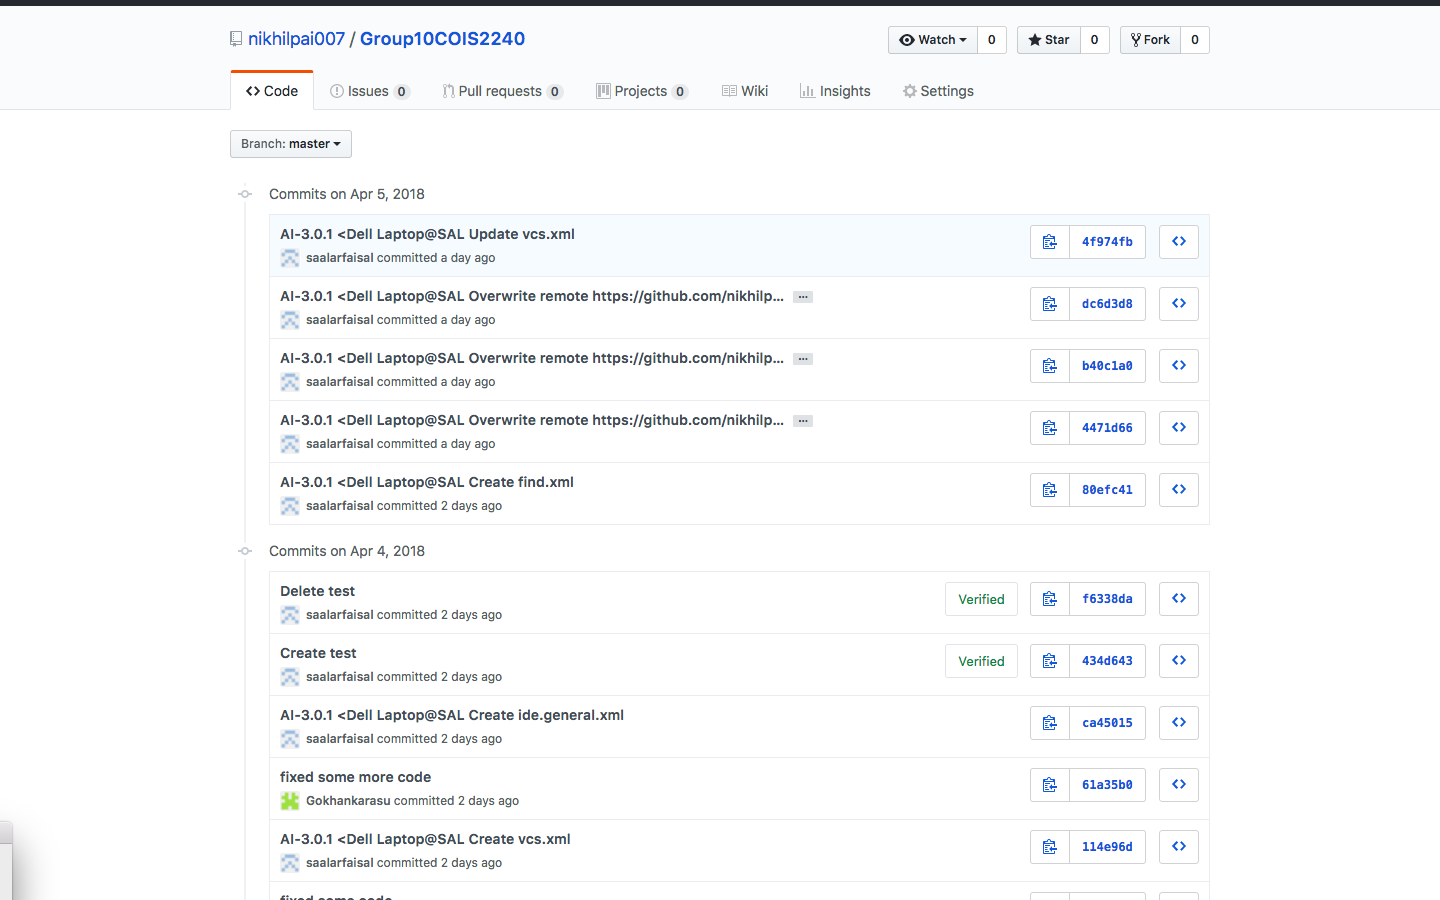 nikhilpai007 / Group10COIS2240
Watch 0 Star 0 Fork 0
Code Issues 0 Pull requests 0 Projects 0 Wiki Insights Settings
Branch: master
Commits on Apr 5, 2018
AI-3.0.1 <Dell Laptop@SAL Update vcs.xml
4f974fb
saalarfaisal committed a day ago
AI-3.0.1 <Dell Laptop@SAL Overwrite remote https://github.com/nikhilp... ...
dc6d3d8
saalarfaisal committed a day ago
AI-3.0.1 <Dell Laptop@SAL Overwrite remote https://github.com/nikhilp... ...
b40c1a0
saalarfaisal committed a day ago
AI-3.0.1 <Dell Laptop@SAL Overwrite remote https://github.com/nikhilp... ...
4471d66
saalarfaisal committed a day ago
AI-3.0.1 <Dell Laptop@SAL Create find.xml
80efc41
saalarfaisal committed 2 days ago
Commits on Apr 4, 2018
Delete test
Verified f6338da
saalarfaisal committed 2 days ago
Create test
Verified 434d643
saalarfaisal committed 2 days ago
AI-3.0.1 <Dell Laptop@SAL Create ide.general.xml
ca45015
saalarfaisal committed 2 days ago
fixed some more code
61a35b0
Gokhankarasu committed 2 days ago
AI-3.0.1 <Dell Laptop@SAL Create vcs.xml
114e96d
saalarfaisal committed 2 days ago
fixed some code